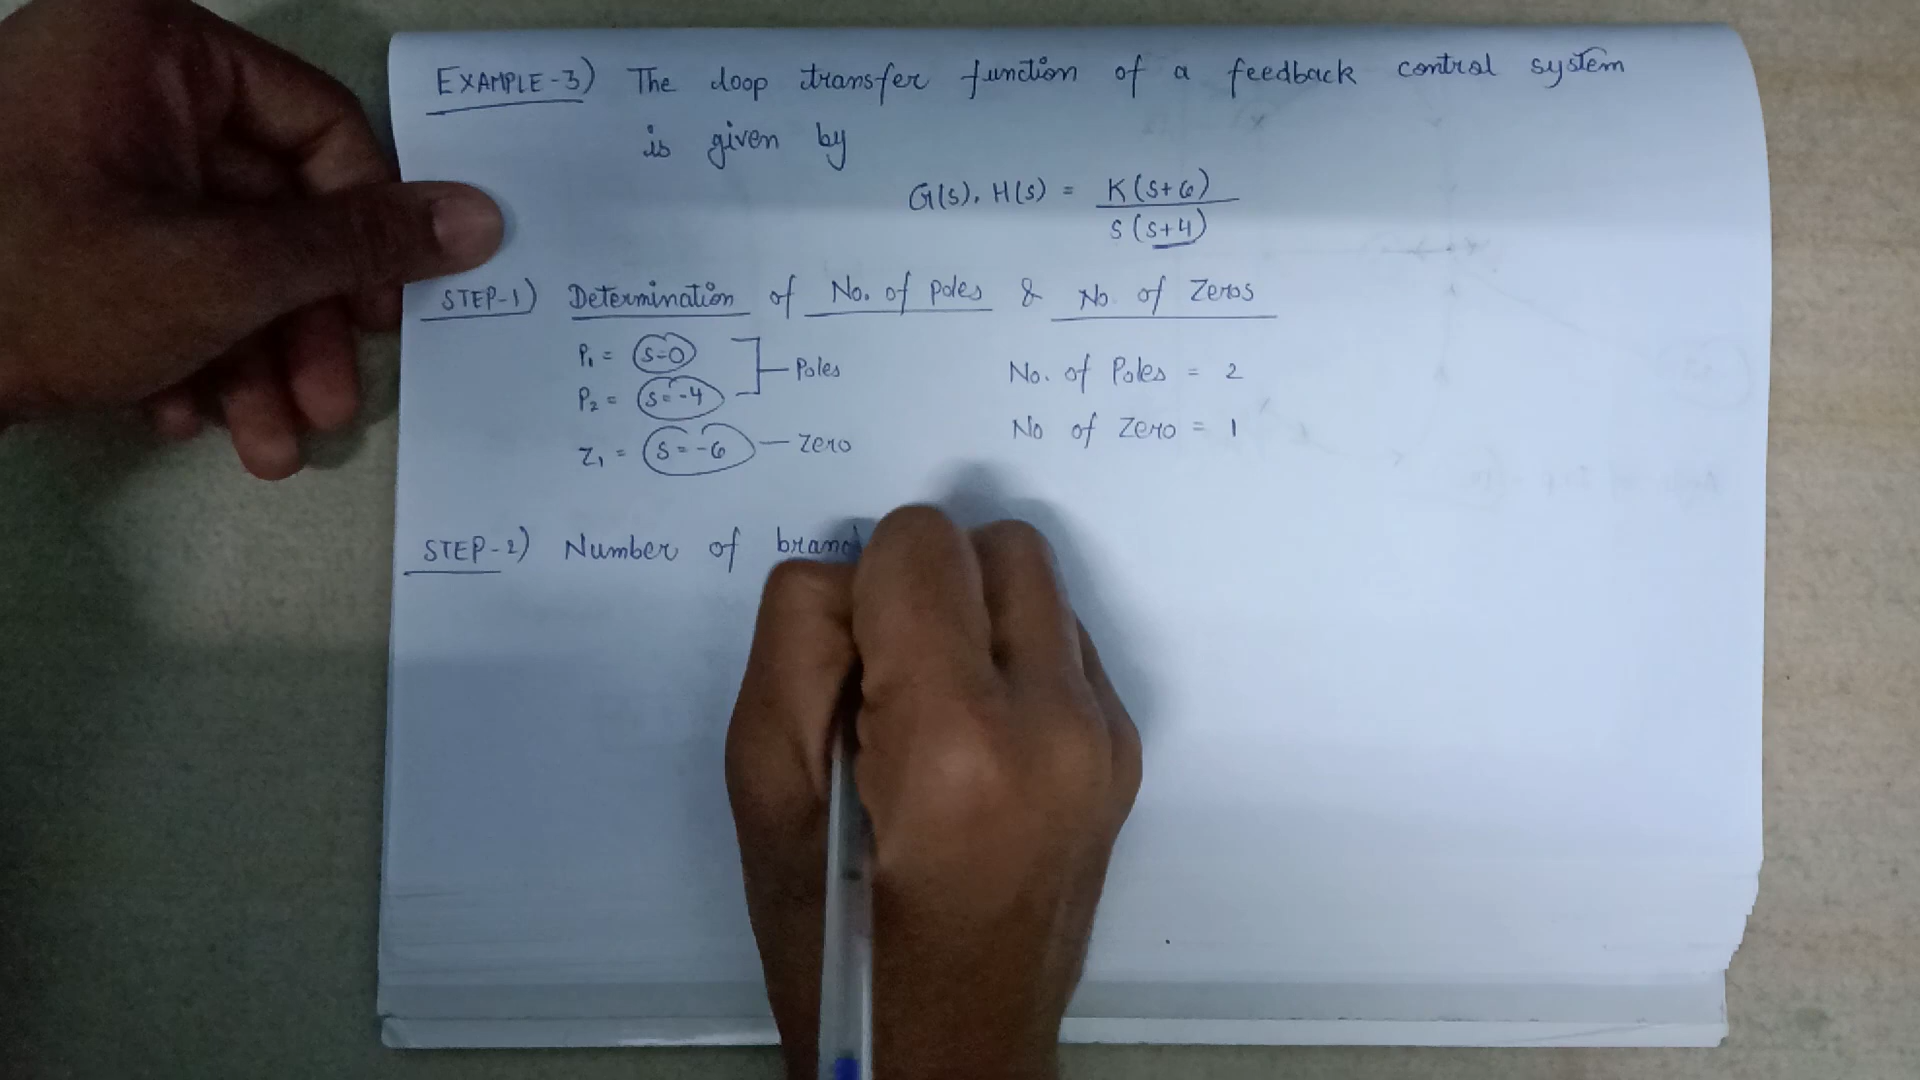 EXAMPLE-3) The loop transfer function of a feedback control system
is given by
G(s). H(s) = K(s+6)
s(s+4)
STEP-1) Determination of No. of poles & No. of Zeros
P₁ = s=0
Poles
P₂ = s=-4
Z₁ = s=-6 — Zero
No. of Poles = 2
No of Zero = 1
STEP-2) Number of branc